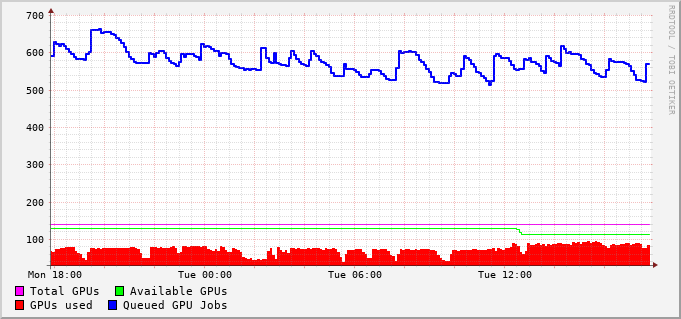 700
600
500
400
300
200
100
Mon 18:00 Tue 00:00 Tue 06:00 Tue 12:00
Total GPUs Available GPUs
GPUs used Queued GPU Jobs
RRDTOOL / TOBI OETIKER